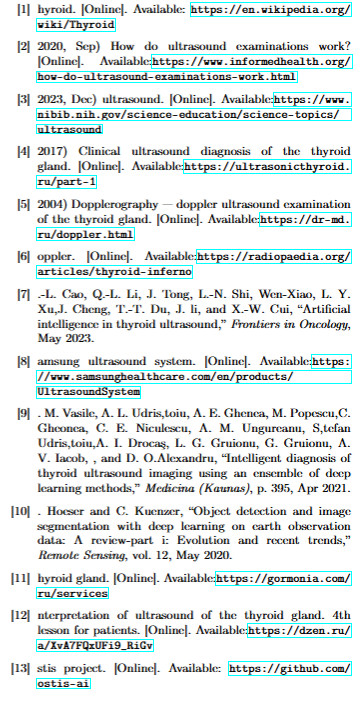 [1] hyroid. [Online]. Available: https://en.wikipedia.org/
wiki/Thyroid
[2] 2020, Sep) How do ultrasound examinations work?
[Online]. Available:https://www.informedhealth.org/
how-do-ultrasound-examinations-work.html
[3] 2023, Dec) ultrasound. [Online]. Available:https://www.
nibib.nih.gov/science-education/science-topics/
ultrasound
[4] 2017) Clinical ultrasound diagnosis of the thyroid
gland. [Online]. Available:https://ultrasonicthyroid.
ru/part-1
[5] 2004) Dopplerography — doppler ultrasound examination
of the thyroid gland. [Online]. Available:https://dr-md.
ru/doppler.html
[6] oppler. [Online]. Available:https://radiopaedia.org/
articles/thyroid-inferno
[7] .-L. Cao, Q.-L. Li, J. Tong, L.-N. Shi, Wen-Xiao, L. Y.
Xu,J. Cheng, T.-T. Du, J. li, and X.-W. Cui, “Artificial
intelligence in thyroid ultrasound,” Frontiers in Oncology,
May 2023.
[8] amsung ultrasound system. [Online]. Available:https:
//www.samsunghealthcare.com/en/products/
UltrasoundSystem
[9] . M. Vasile, A. L. Udris,toiu, A. E. Ghenea, M. Popescu,C.
Gheonea, C. E. Niculescu, A. M. Ungureanu, S,tefan
Udris,toiu,A. I. Drocaş, L. G. Gruionu, G. Gruionu, A.
V. Iacob, , and D. O.Alexandru, “Intelligent diagnosis of
thyroid ultrasound imaging using an ensemble of deep
learning methods,” Medicina (Kaunas), p. 395, Apr 2021.
[10] . Hoeser and C. Kuenzer, “Object detection and image
segmentation with deep learning on earth observation
data: A review-part i: Evolution and recent trends,”
Remote Sensing, vol. 12, May 2020.
[11] hyroid gland. [Online]. Available:https://gormonia.com/
ru/services
[12] nterpretation of ultrasound of the thyroid gland. 4th
lesson for patients. [Online]. Available:https://dzen.ru/
a/XvA7FQzUFi9_RiGv
[13] stis project. [Online]. Available: https://github.com/
ostis-ai